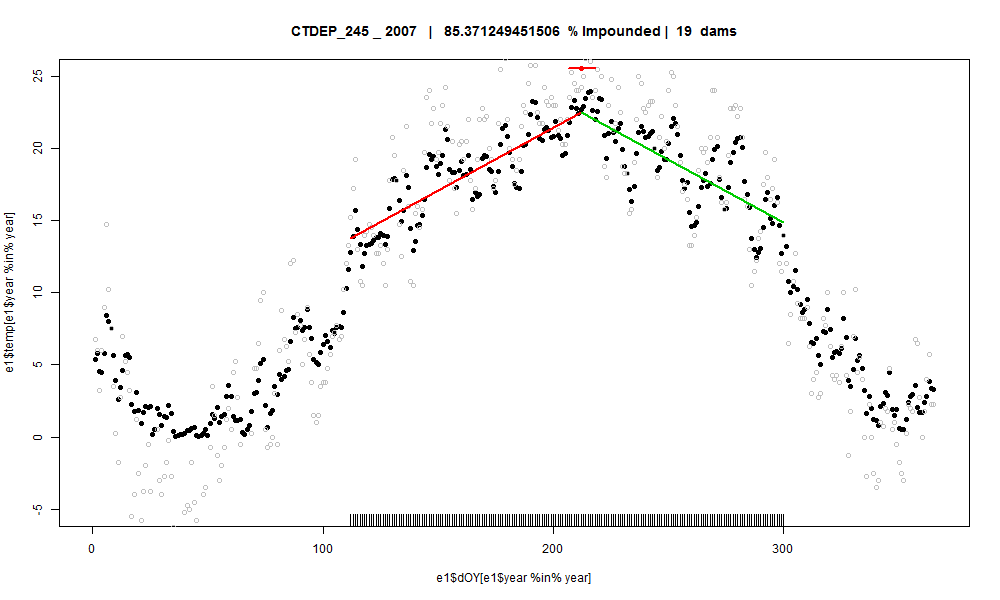 CTDEP_245 _ 2007 | 85.371249451506 % Impounded | 19 dams
e1$temp[e1$year %in% year]
25
20
15
10
5
0
-5
0 100 200 300
e1$dOY[e1$year %in% year]